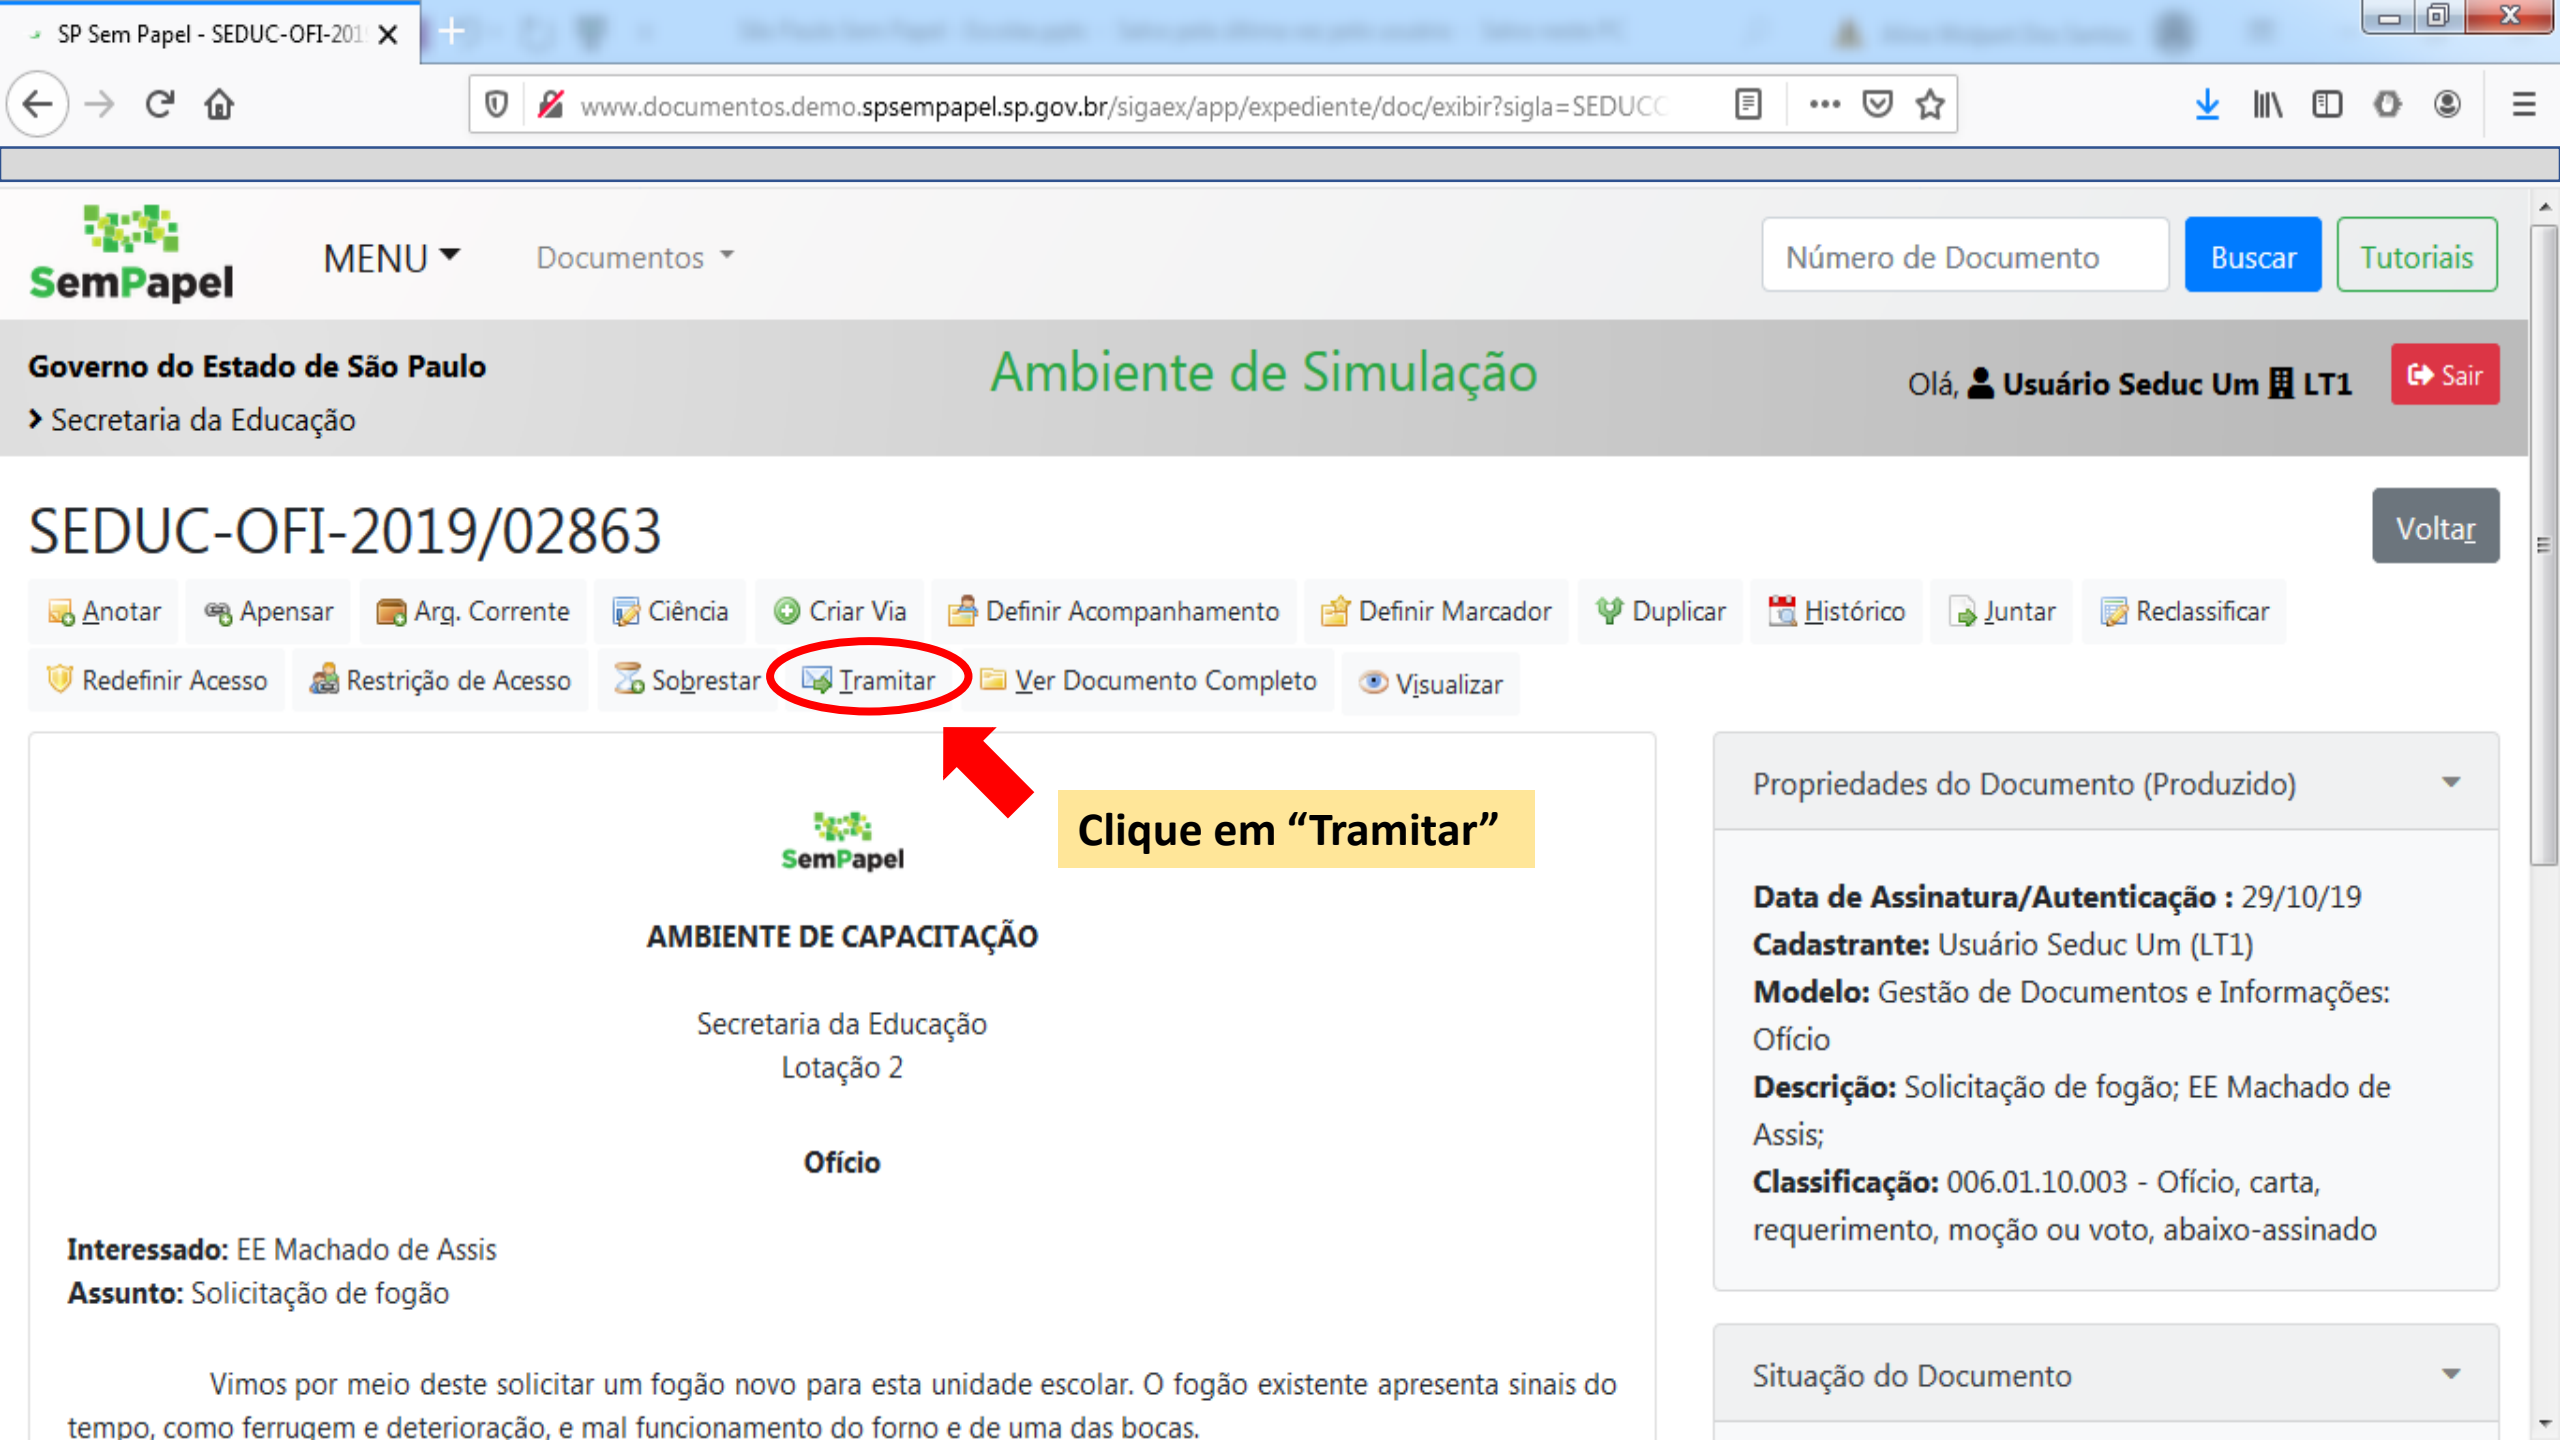 SP Sem Papel - SEDUC-OFI-201
www.documentos.demo.spsempapel.sp.gov.br/sigaex/app/expediente/doc/exibir?sigla=SEDUC
SemPapel
MENU
Documentos
Número de Documento
Buscar
Tutoriais
Governo do Estado de São Paulo
Secretaria da Educação
Ambiente de Simulação
Olá, Usuário Seduc Um LT1
Sair
SEDUC-OFI-2019/02863
Voltar
Anotar Apensar Arq. Corrente Ciência Criar Via Definir Acompanhamento Definir Marcador Duplicar Histórico Juntar Reclassificar
Redefinir Acesso Restrição de Acesso Sobrestar Tramitar Ver Documento Completo Visualizar
Clique em “Tramitar”
SemPapel
AMBIENTE DE CAPACITAÇÃO
Secretaria da Educação
Lotação 2
Ofício
Interessado: EE Machado de Assis
Assunto: Solicitação de fogão
Vimos por meio deste solicitar um fogão novo para esta unidade escolar. O fogão existente apresenta sinais do
tempo, como ferrugem e deterioração, e mal funcionamento do forno e de uma das bocas.
Propriedades do Documento (Produzido)
Data de Assinatura/Autenticação : 29/10/19
Cadastrante: Usuário Seduc Um (LT1)
Modelo: Gestão de Documentos e Informações:
Ofício
Descrição: Solicitação de fogão; EE Machado de
Assis;
Classificação: 006.01.10.003 - Ofício, carta,
requerimento, moção ou voto, abaixo-assinado
Situação do Documento